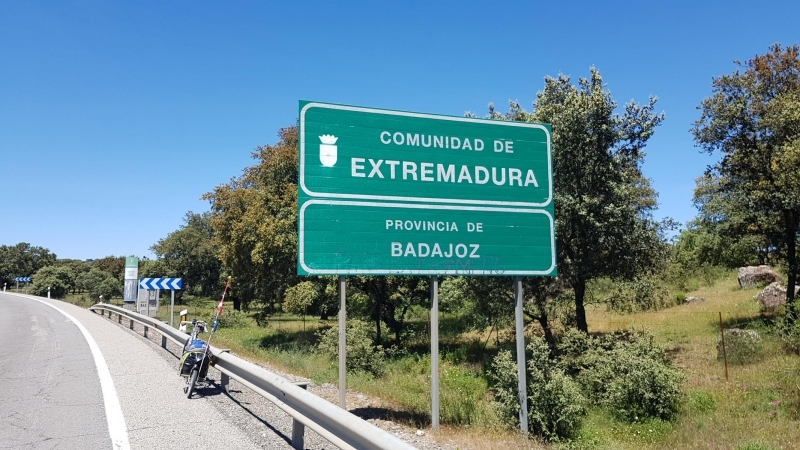 COMUNIDAD DE
EXTREMADURA
PROVINCIA DE
BADAJOZ